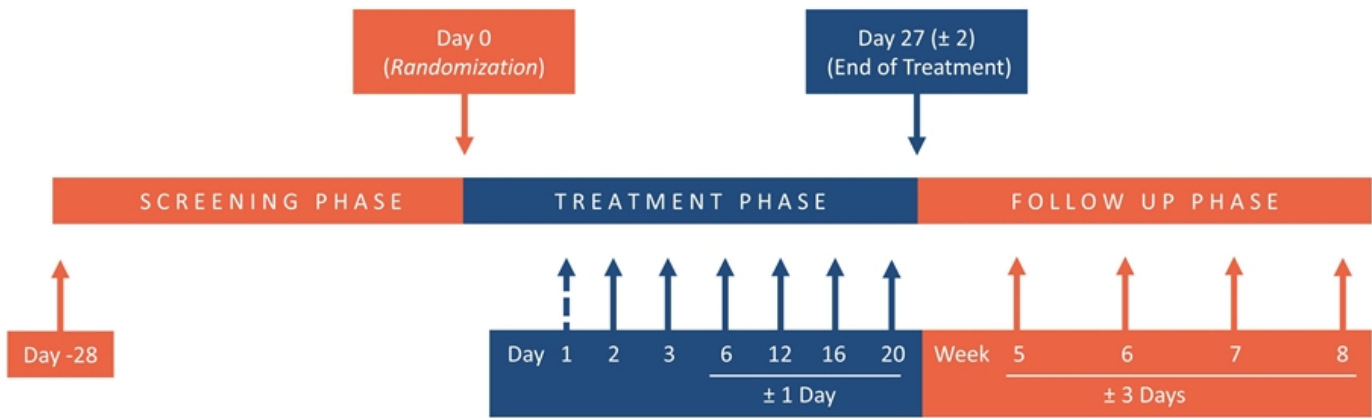 Day 0
(Randomization)
Day 27 (± 2)
(End of Treatment)
SCREENING PHASE
TREATMENT PHASE
FOLLOW UP PHASE
Day -28
Day 1 2 3 6 12 16 20
± 1 Day
Week 5 6 7 8
± 3 Days